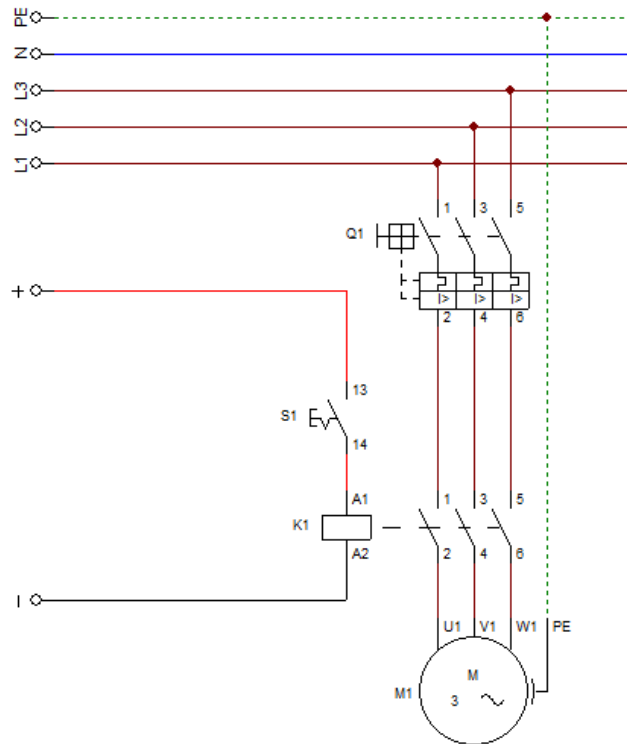 PE
N
L3
L2
L1
1 3 5
Q1
I> I> I>
2 4 6
+
13
S1
14
A1
1 3 5
K1
A2
2 4 6
-
U1 V1 W1 PE
M
M1
3 ~